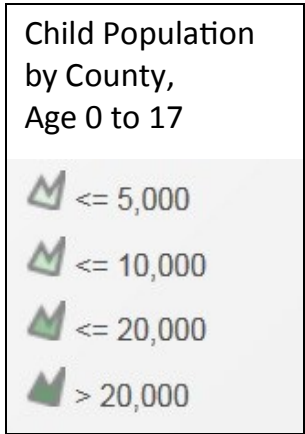 Child Population
by County,
Age 0 to 17
<= 5,000
<= 10,000
<= 20,000
> 20,000